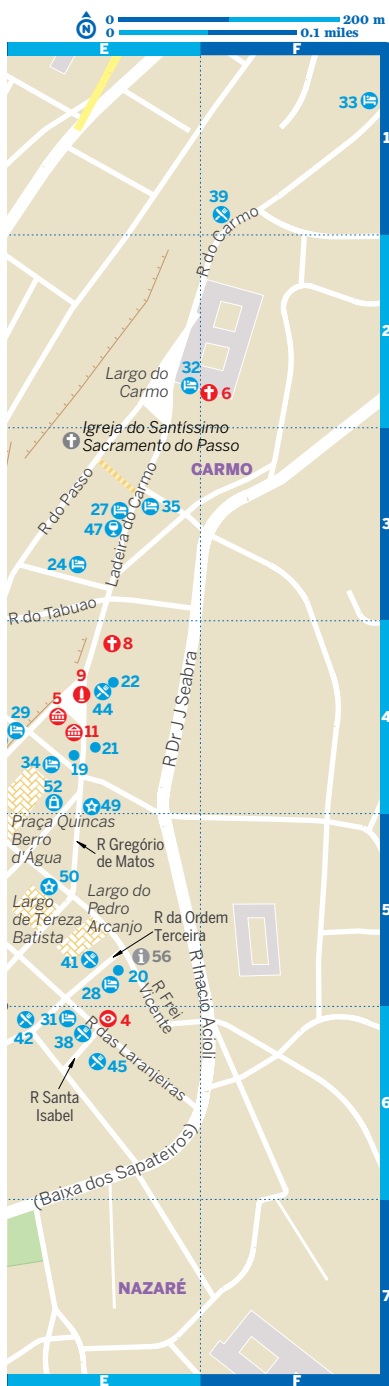 0 200 m
N
0 0.1 miles
E F
33
1
39
R do Carmo
2
32
Largo do
Carmo
6
Igreja do Santíssimo
Sacramento do Passo
CARMO
R do Passo
Ladeira do Carmo
27
35
47
3
24
R do Tabuao
8
9
22
5
44
29
11
4
21
R Dr J J Seabra
34
19
52
49
Praça Quincas
Berro
d'Água
R Gregório
de Matos
50
Largo do
Pedro
Arcanjo
5
Largo
de Tereza
Batista
R da Ordem
Terceira
41
56
20
28
R Frei
Vicente
R Inacio Acioli
31
4
42
38
R das Laranjeiras
45
6
R Santa
Isabel
(Baixa dos Sapateiros)
NAZARÉ
7
E F